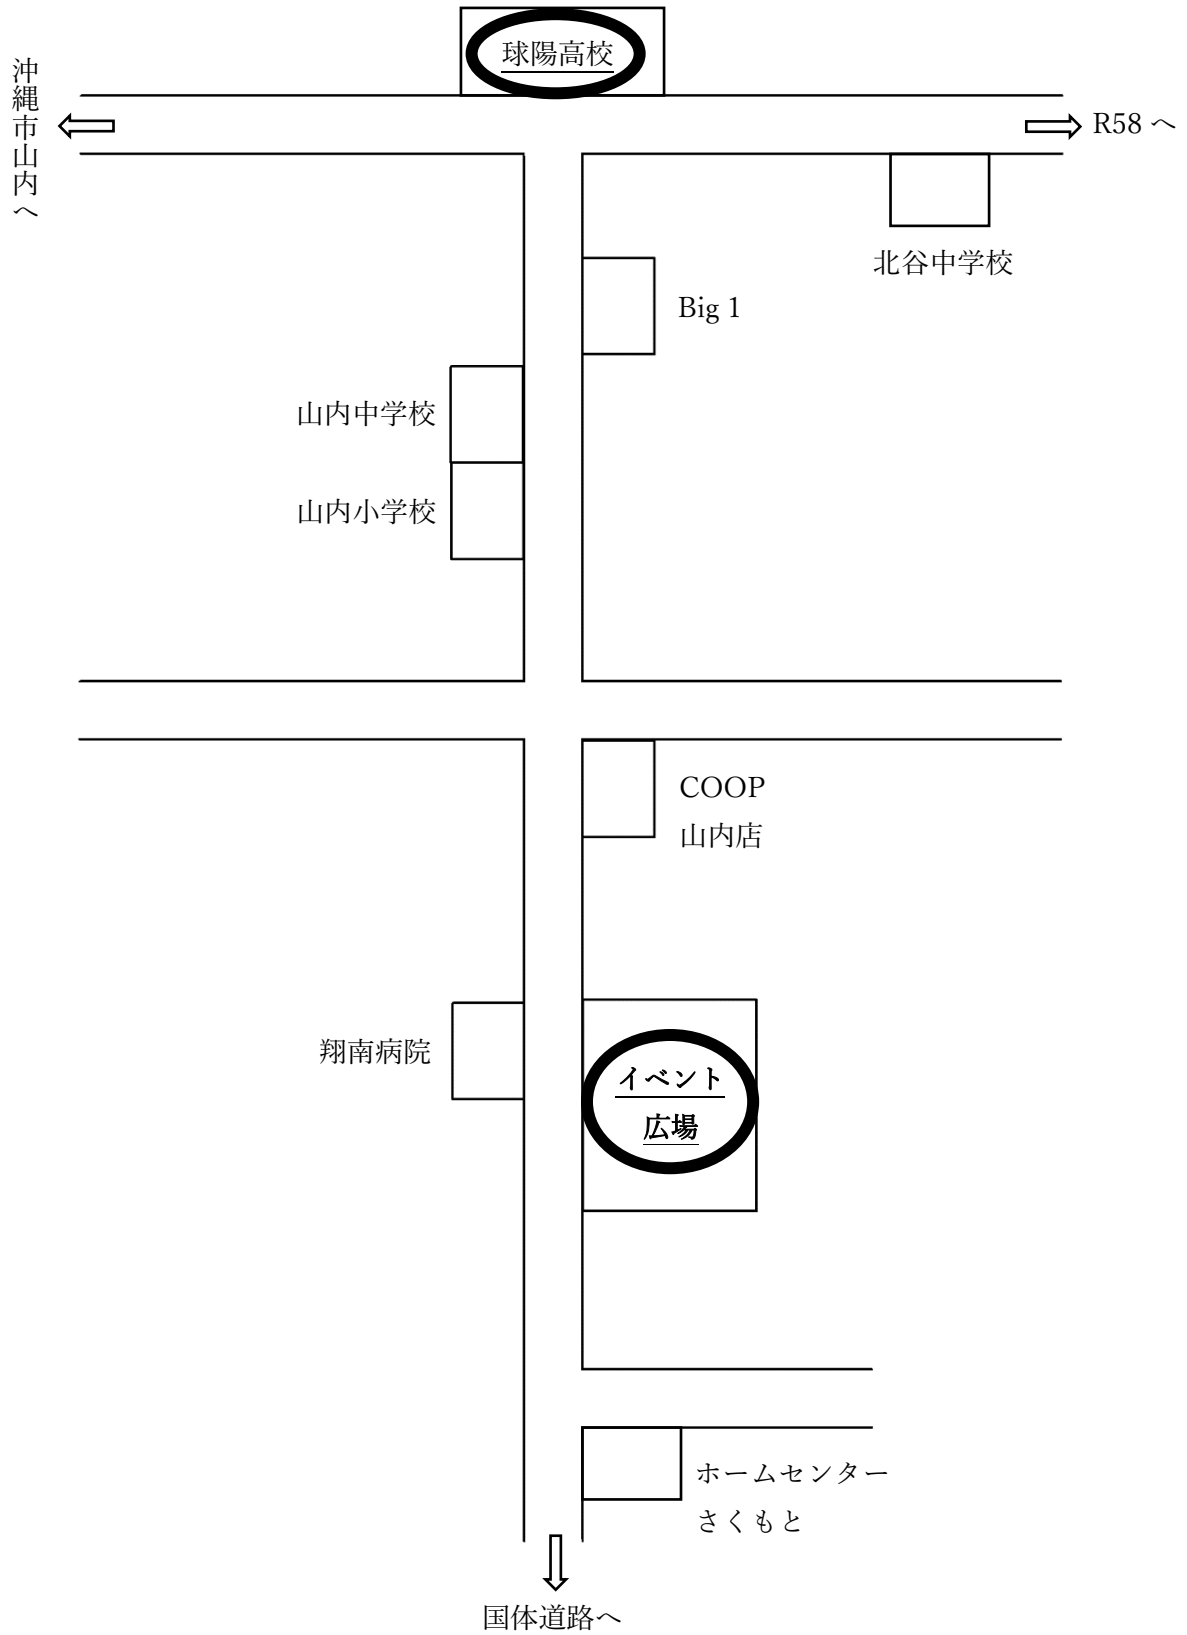 球陽高校
沖縄市山内へ
R58 へ
北谷中学校
Big 1
山内中学校
山内小学校
COOP
山内店
翔南病院
イベント
広場
ホームセンター
さくもと
国体道路へ